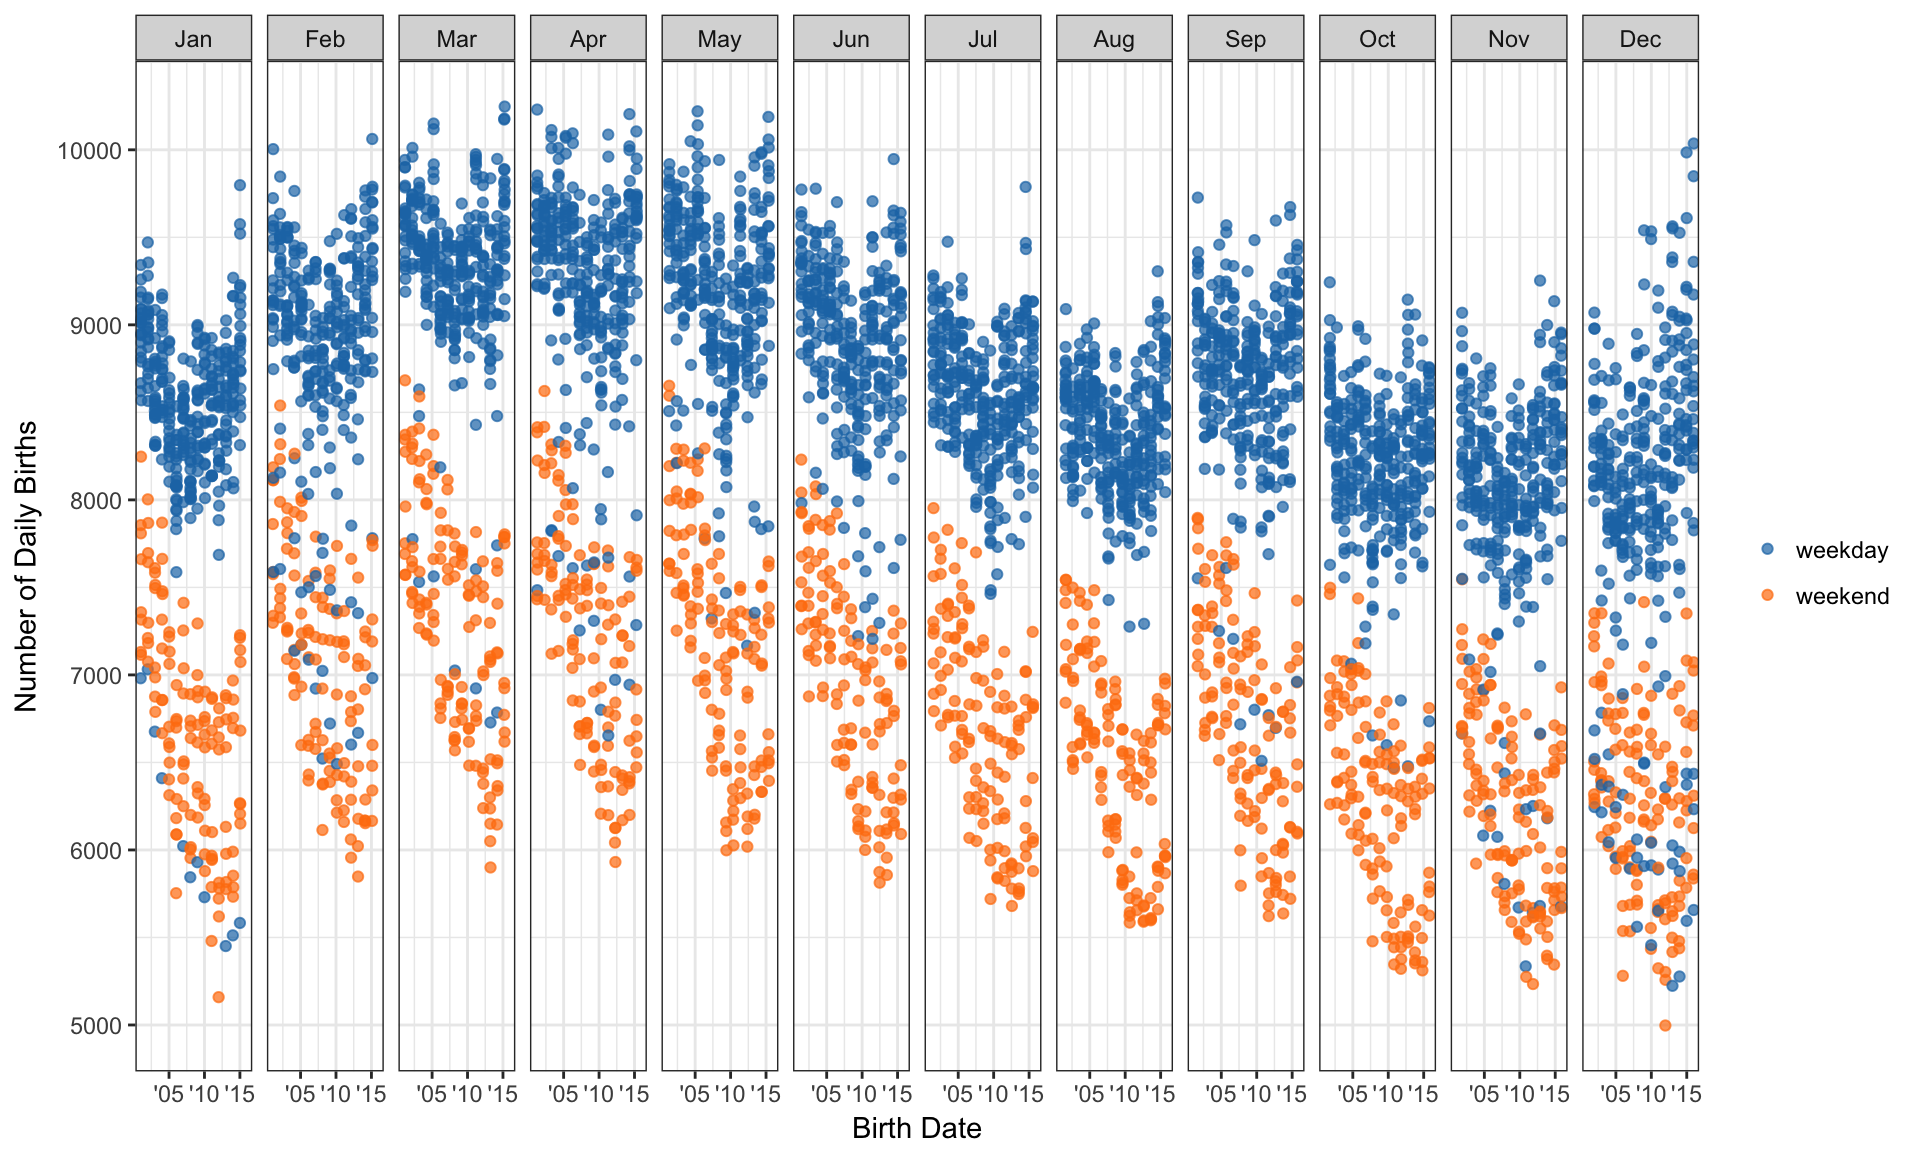 Jan Feb Mar Apr May Jun Jul Aug Sep Oct Nov Dec
Number of Daily Births
10000
9000
8000
7000
6000
5000
weekday
weekend
'05 '10 '15 '05 '10 '15 '05 '10 '15 '05 '10 '15 '05 '10 '15 '05 '10 '15 '05 '10 '15 '05 '10 '15 '05 '10 '15 '05 '10 '15 '05 '10 '15 '05 '10 '15
Birth Date